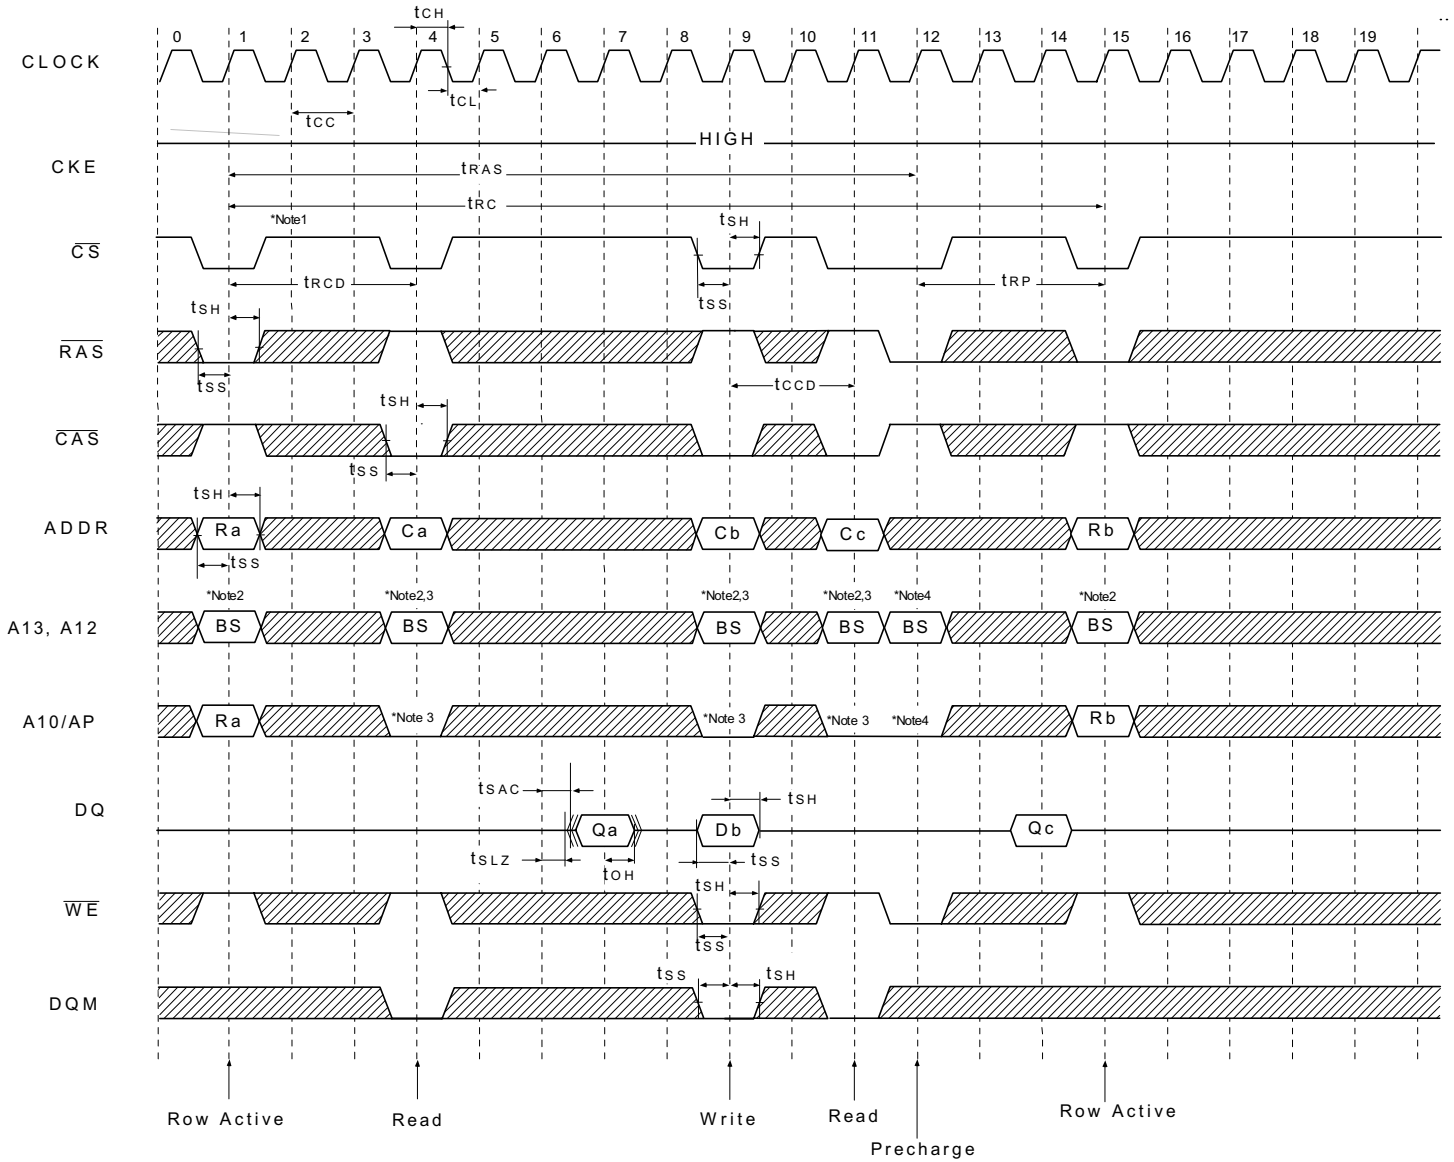 ..
tCH
0 1 2 3 4 5 6 7 8 9 10 11 12 13 14 15 16 17 18 19
CLOCK
tCL
tCC
HIGH
CKE
tRAS
tRC
*Note1
tSH
CS
tRCD
tRP
tSS
tSH
RAS
tSS
tCCD
tSH
CAS
tSS
tSH
ADDR
Ra Ca Cb Cc Rb
tSS
*Note2 *Note2,3 *Note2,3 *Note2,3 *Note4 *Note2
A13, A12
BS BS BS BS BS BS
A10/AP
Ra *Note 3 *Note 3 *Note 3 *Note4 Rb
tSAC
tSH
DQ
Qa Db Qc
tSLZ
tOH
tSS
tSH
WE
tSS
tSS tSH
DQM
Row Active Read Write Read Row Active
Precharge